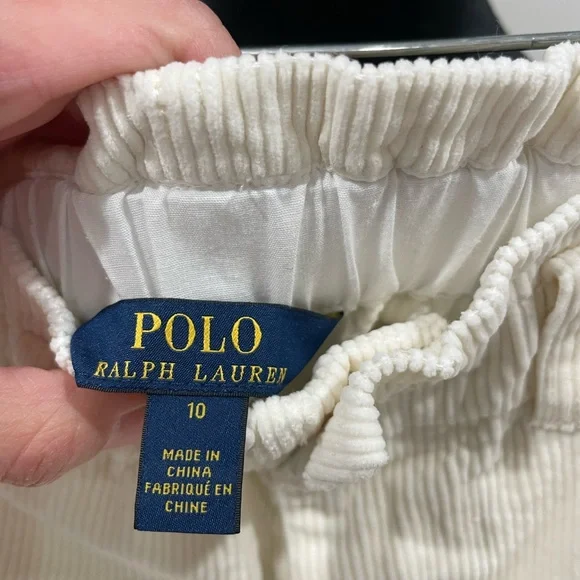 POLO
RALPH LAUREN
10
MADE IN
CHINA
FABRIQUÉ EN
CHINE